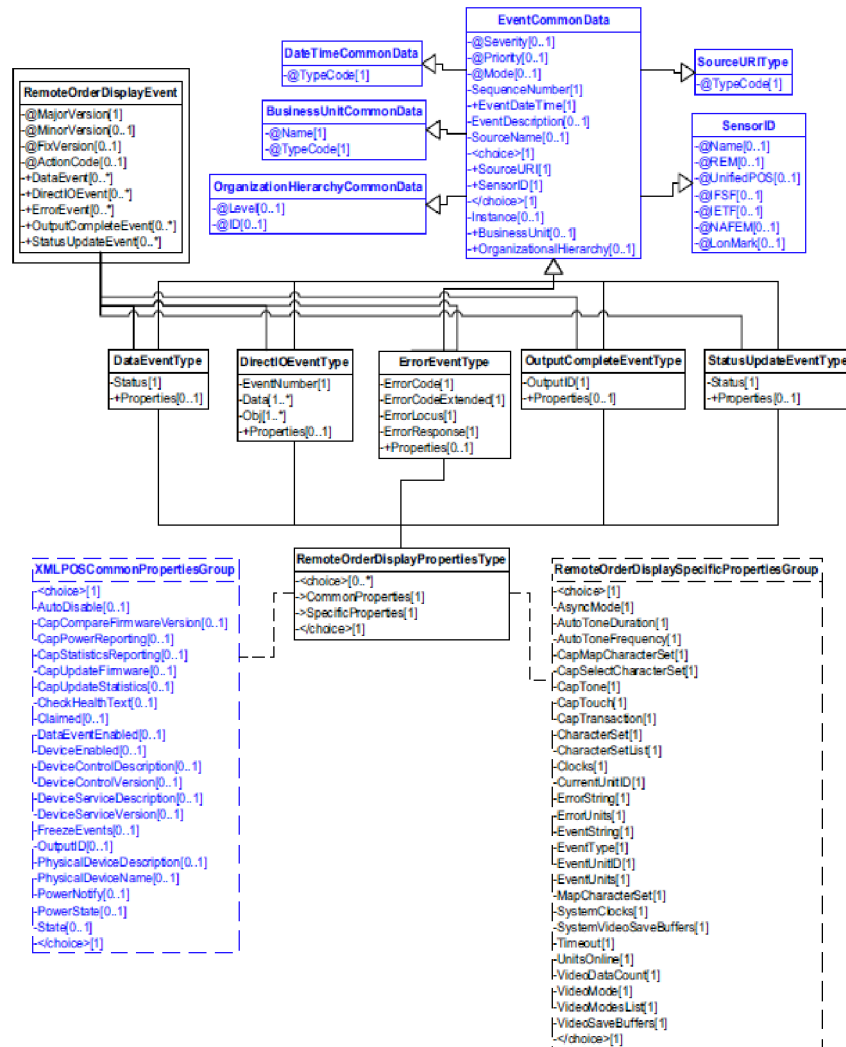 EventCommonData
-@Severity[0..1]
-@Priority[0..1]
-@Mode[0..1]
-SequenceNumber[1]
-+EventDateTime[1]
-EventDescription[0..1]
-SourceName[0..1]
-<choice>[1]
-+SourceURI[1]
-+SensorID[1]
-</choice>[1]
-Instance[0..1]
-+BusinessUnit[0..1]
-+OrganizationalHierarchy[0..1]
DateTimeCommonData
-@TypeCode[1]
SourceURIType
-@TypeCode[1]
RemoteOrderDisplayEvent
-@MajorVersion[1]
-@MinorVersion[0..1]
-@FixVersion[0..1]
-@ActionCode[0..1]
-+DataEvent[0..*]
-+DirectIOEvent[0..*]
-+ErrorEvent[0..*]
-+OutputCompleteEvent[0..*]
-+StatusUpdateEvent[0..*]
BusinessUnitCommonData
-@Name[1]
-@TypeCode[1]
SensorID
-@Name[0..1]
-@REM[0..1]
-@UnifiedPOS[0..1]
-@IFSF[0..1]
-@IETF[0..1]
-@NAFEM[0..1]
-@LonMark[0..1]
OrganizationHierarchyCommonData
-@Level[0..1]
-@ID[0..1]
DataEventType
-Status[1]
-+Properties[0..1]
DirectIOEventType
-EventNumber[1]
-Data[1..*]
-Obj[1..*]
-+Properties[0..1]
ErrorEventType
-ErrorCode[1]
-ErrorCodeExtended[1]
-ErrorLocus[1]
-ErrorResponse[1]
-+Properties[0..1]
OutputCompleteEventType
-OutputID[1]
-+Properties[0..1]
StatusUpdateEventType
-Status[1]
-+Properties[0..1]
XMLPOSCommonPropertiesGroup
-<choice>[1]
-AutoDisable[0..1]
-CapCompareFirmwareVersion[0..1]
-CapPowerReporting[0..1]
-CapStatisticsReporting[0..1]
-CapUpdateFirmware[0..1]
-CapUpdateStatistics[0..1]
-CheckHealthText[0..1]
-Claimed[0..1]
-DataEventEnabled[0..1]
-DeviceEnabled[0..1]
-DeviceControlDescription[0..1]
-DeviceControlVersion[0..1]
-DeviceServiceDescription[0..1]
-DeviceServiceVersion[0..1]
-FreezeEvents[0..1]
-OutputID[0..1]
-PhysicalDeviceDescription[0..1]
-PhysicalDeviceName[0..1]
-PowerNotify[0..1]
-PowerState[0..1]
-State[0..1]
-</choice>[1]
RemoteOrderDisplayPropertiesType
-<choice>[0..*]
->CommonProperties[1]
->SpecificProperties[1]
-</choice>[1]
RemoteOrderDisplaySpecificPropertiesGroup
-<choice>[1]
-AsyncMode[1]
-AutoToneDuration[1]
-AutoToneFrequency[1]
-CapMapCharacterSet[1]
-CapSelectCharacterSet[1]
-CapTone[1]
-CapTouch[1]
-CapTransaction[1]
-CharacterSet[1]
-CharacterSetList[1]
-Clocks[1]
-CurrentUnitID[1]
-ErrorString[1]
-ErrorUnits[1]
-EventString[1]
-EventType[1]
-EventUnitID[1]
-EventUnits[1]
-MapCharacterSet[1]
-SystemClocks[1]
-SystemVideoSaveBuffers[1]
-Timeout[1]
-UnitsOnline[1]
-VideoDataCount[1]
-VideoMode[1]
-VideoModesList[1]
-VideoSaveBuffers[1]
-</choice>[1]